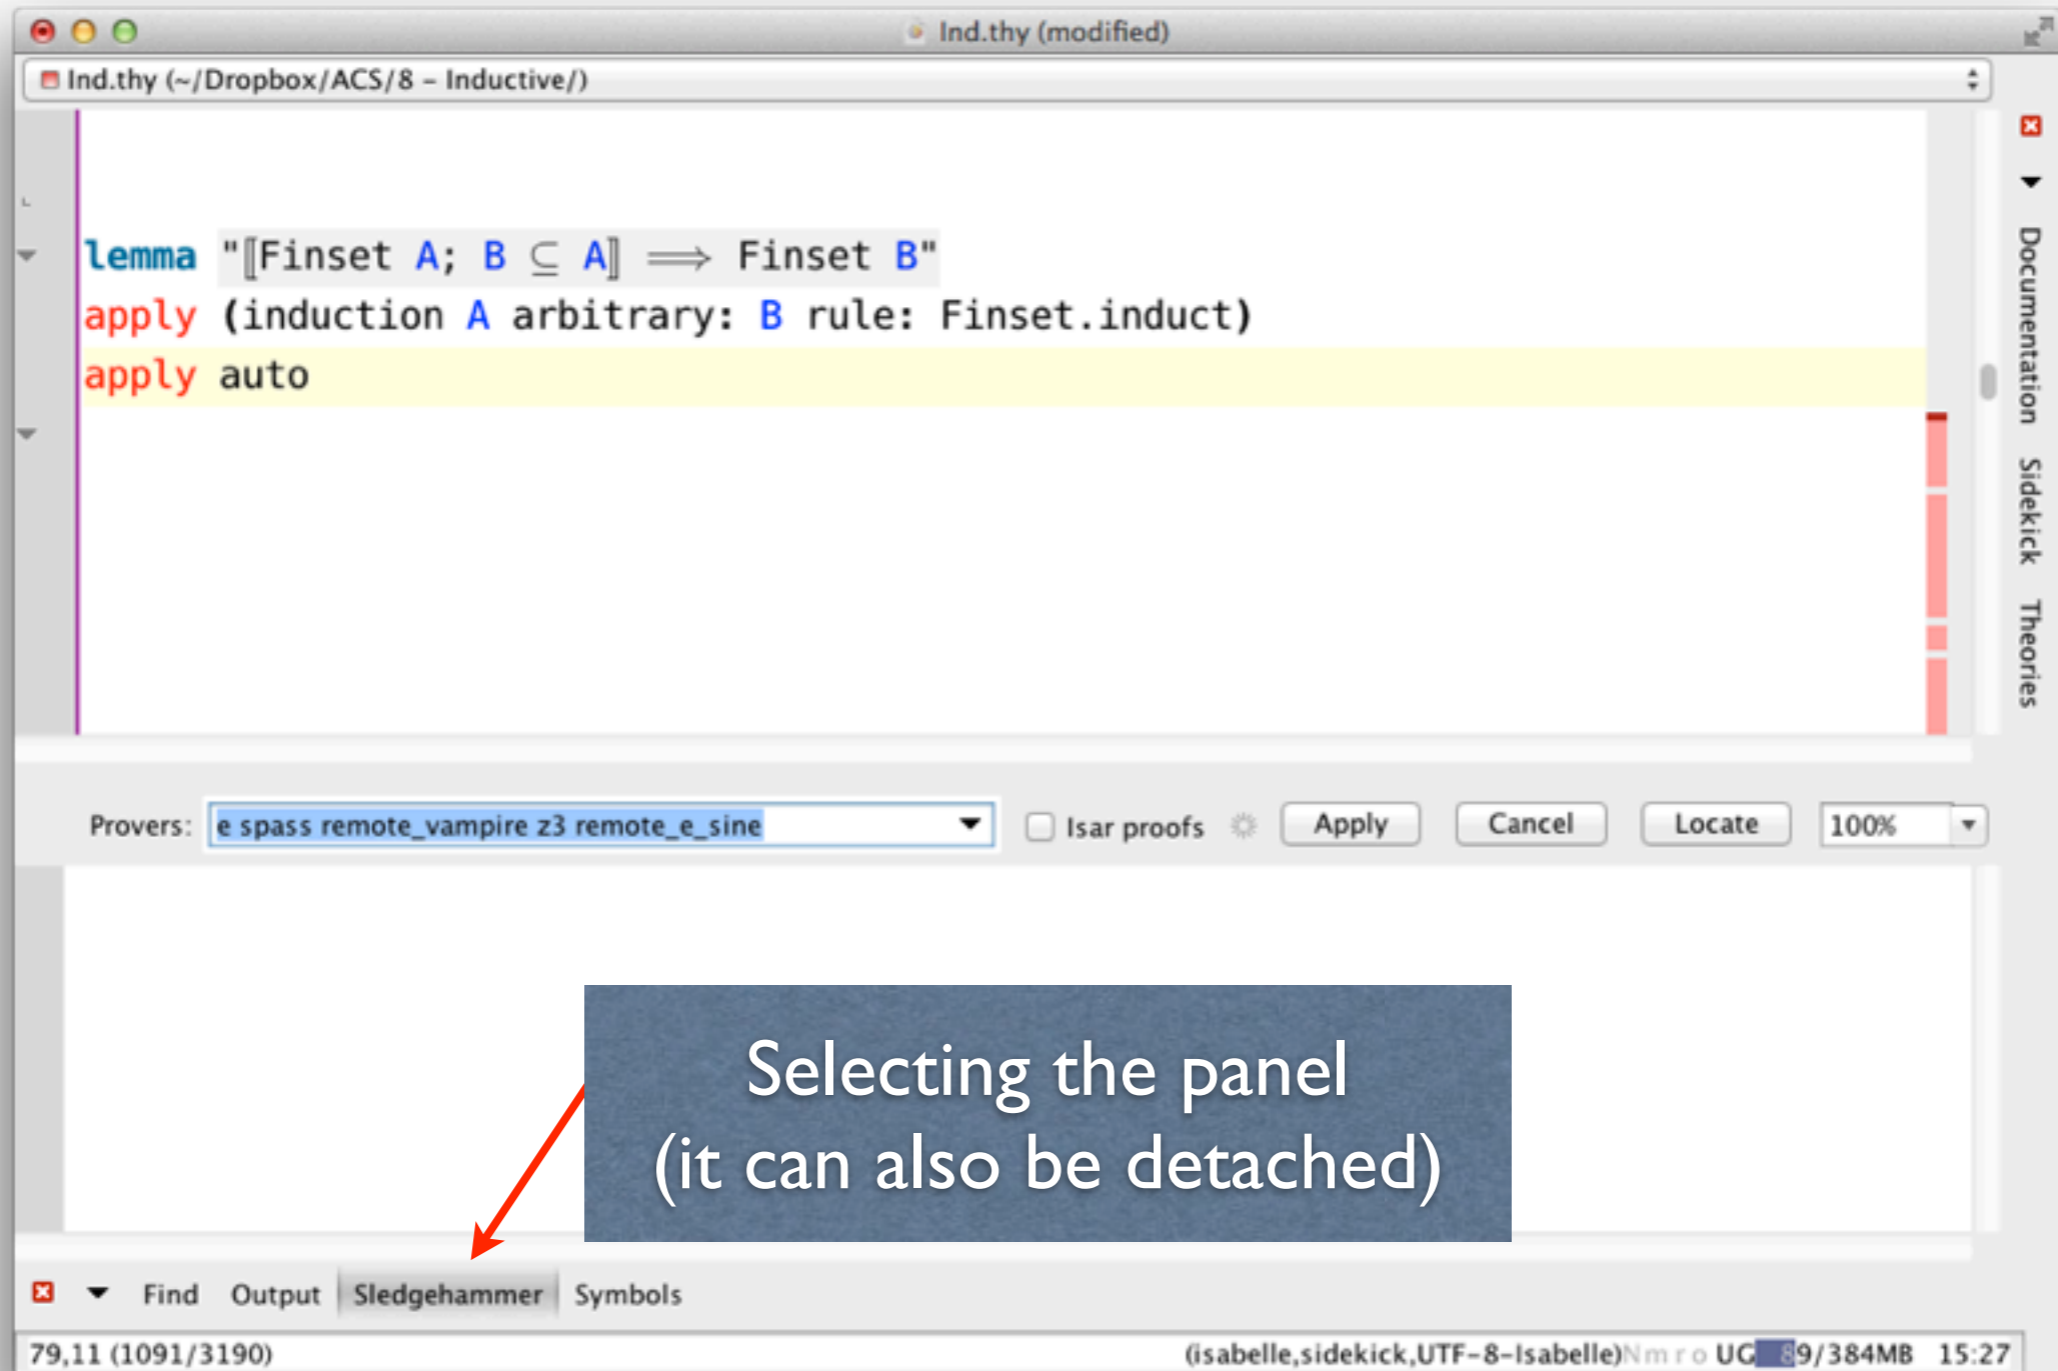 Ind.thy (modified)
Ind.thy (~/Dropbox/ACS/8 – Inductive/)
lemma "⟦Finset A; B ⊆ A⟧ ⟹ Finset B"
apply (induction A arbitrary: B rule: Finset.induct)
apply auto
Documentation Sidekick Theories
Provers: e spass remote_vampire z3 remote_e_sine Isar proofs Apply Cancel Locate 100%
Selecting the panel
(it can also be detached)
Find Output Sledgehammer Symbols
79,11 (1091/3190) (isabelle,sidekick,UTF-8-Isabelle)N m r o UG 89/384MB 15:27